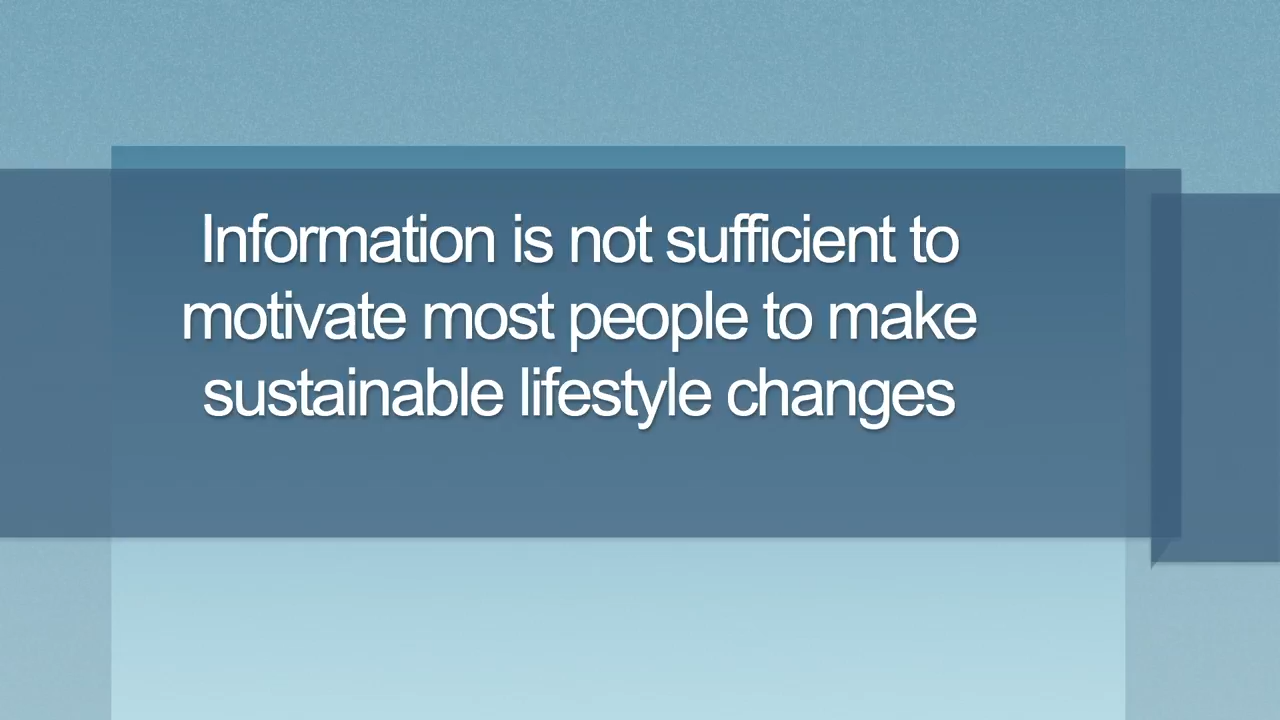 Information is not sufficient to
motivate most people to make
sustainable lifestyle changes